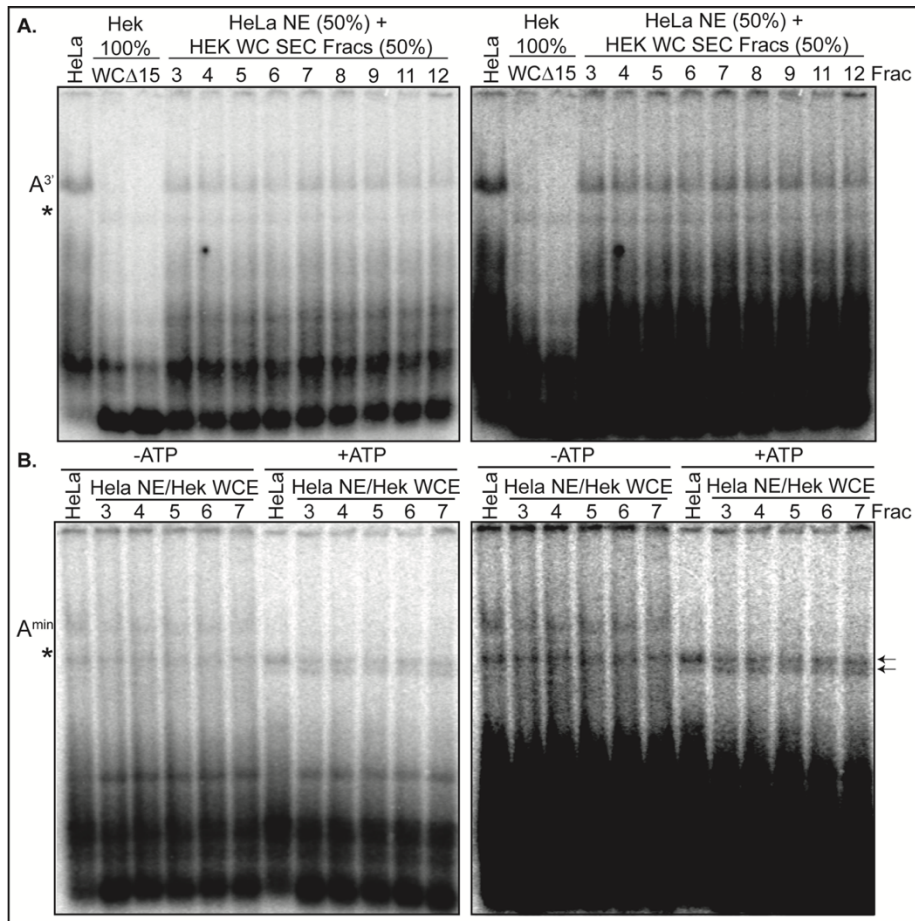 A.
HeLa
Hek
100%
WCΔ15
HeLa NE (50%) +
HEK WC SEC Fracs (50%)
3 4 5 6 7 8 9 11 12
HeLa
Hek
100%
WCΔ15
HeLa NE (50%) +
HEK WC SEC Fracs (50%)
3 4 5 6 7 8 9 11 12 Frac
A3'
*
B.
-ATP
+ATP
HeLa
Hela NE/Hek WCE
3 4 5 6 7
HeLa
Hela NE/Hek WCE
3 4 5 6 7
-ATP
+ATP
HeLa
Hela NE/Hek WCE
3 4 5 6 7
HeLa
Hela NE/Hek WCE
3 4 5 6 7 Frac
Amin
*